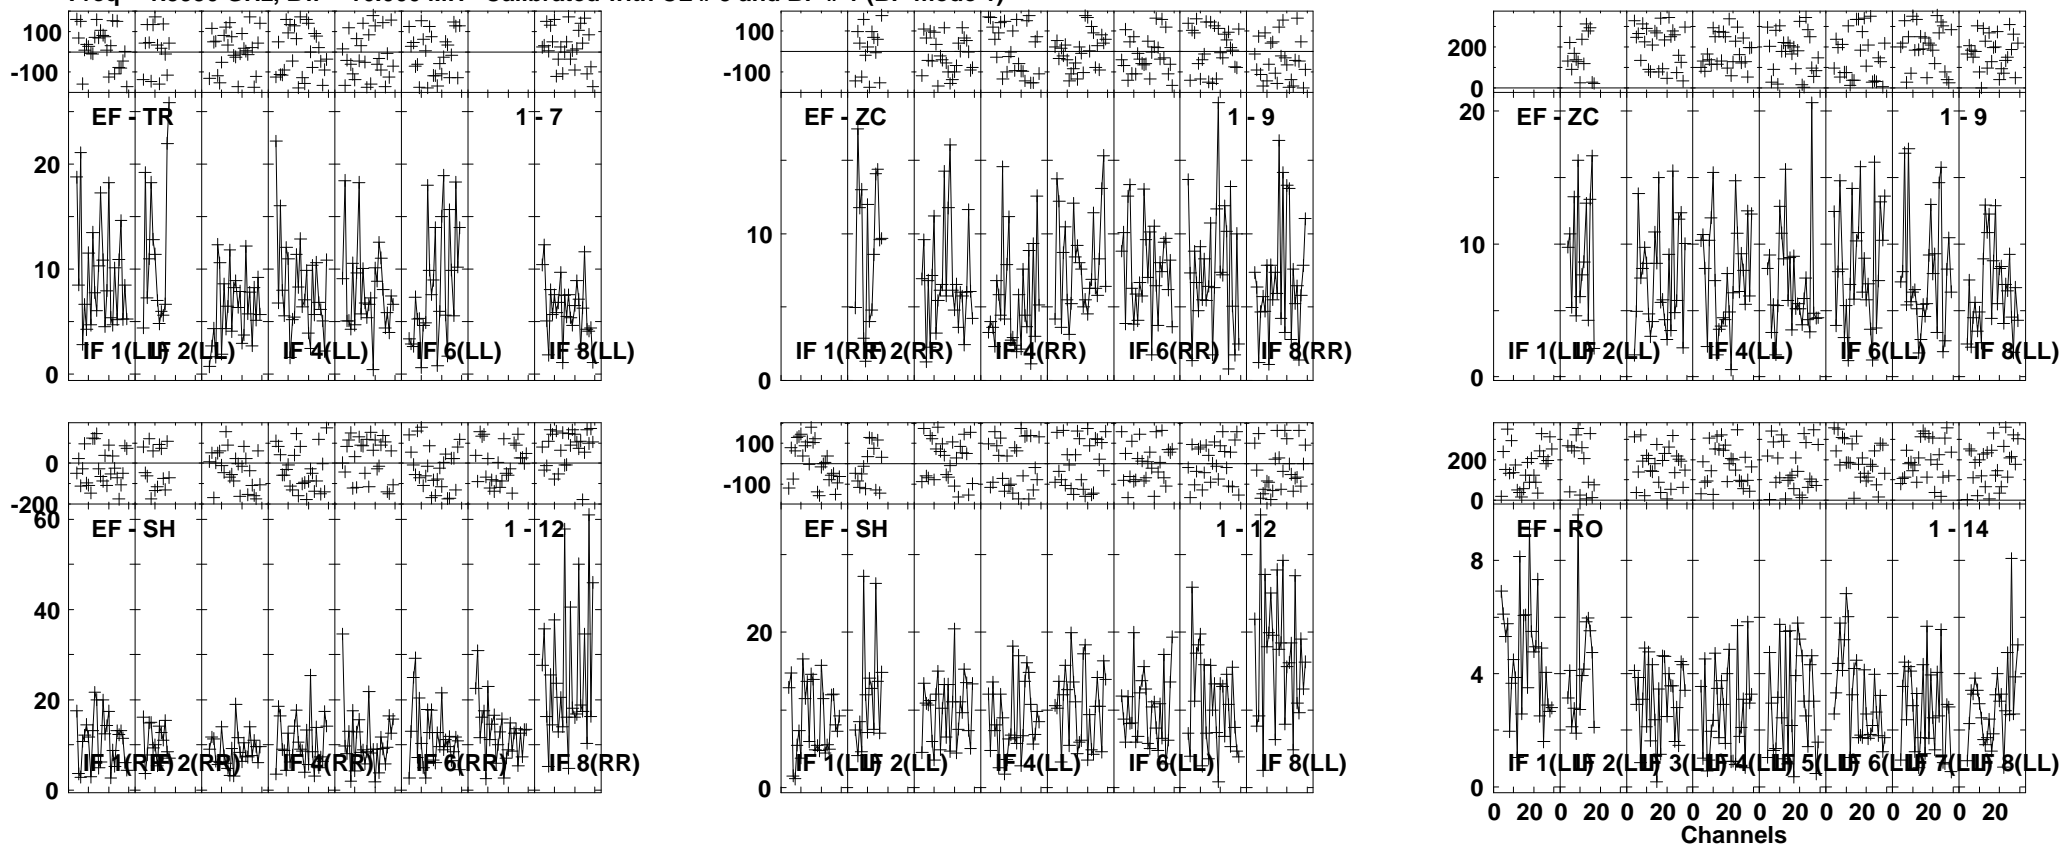 100
-100
EF - TR
1 - 7
20
10
0
IF 1(LL)
IF 2(LL)
IF 4(LL)
IF 6(LL)
IF 8(LL)
100
-100
EF - ZC
1 - 9
10
0
IF 1(RR)
IF 2(RR)
IF 4(RR)
IF 6(RR)
IF 8(RR)
200
0
EF - ZC
1 - 9
20
10
0
IF 1(LL)
IF 2(LL)
IF 4(LL)
IF 6(LL)
IF 8(LL)
0
-200
EF - SH
1 - 12
60
40
20
0
IF 1(RR)
IF 2(RR)
IF 4(RR)
IF 6(RR)
IF 8(RR)
100
-100
EF - SH
1 - 12
20
0
IF 1(LL)
IF 2(LL)
IF 4(LL)
IF 6(LL)
IF 8(LL)
200
0
EF - RO
1 - 14
8
4
0
IF 1(LL)
IF 2(LL)
IF 3(LL)
IF 4(LL)
IF 5(LL)
IF 6(LL)
IF 7(LL)
IF 8(LL)
0 20 0 20 0 20 0 20 0 20 0 20 0 20 0 20
Channels